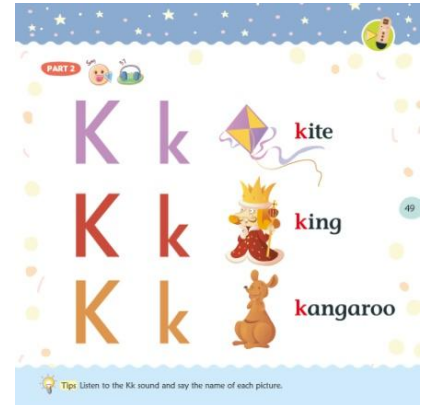 PART 2
Say
K k kite
49
K k king
K k kangaroo
Tips Listen to the Kk sound and say the name of each picture.